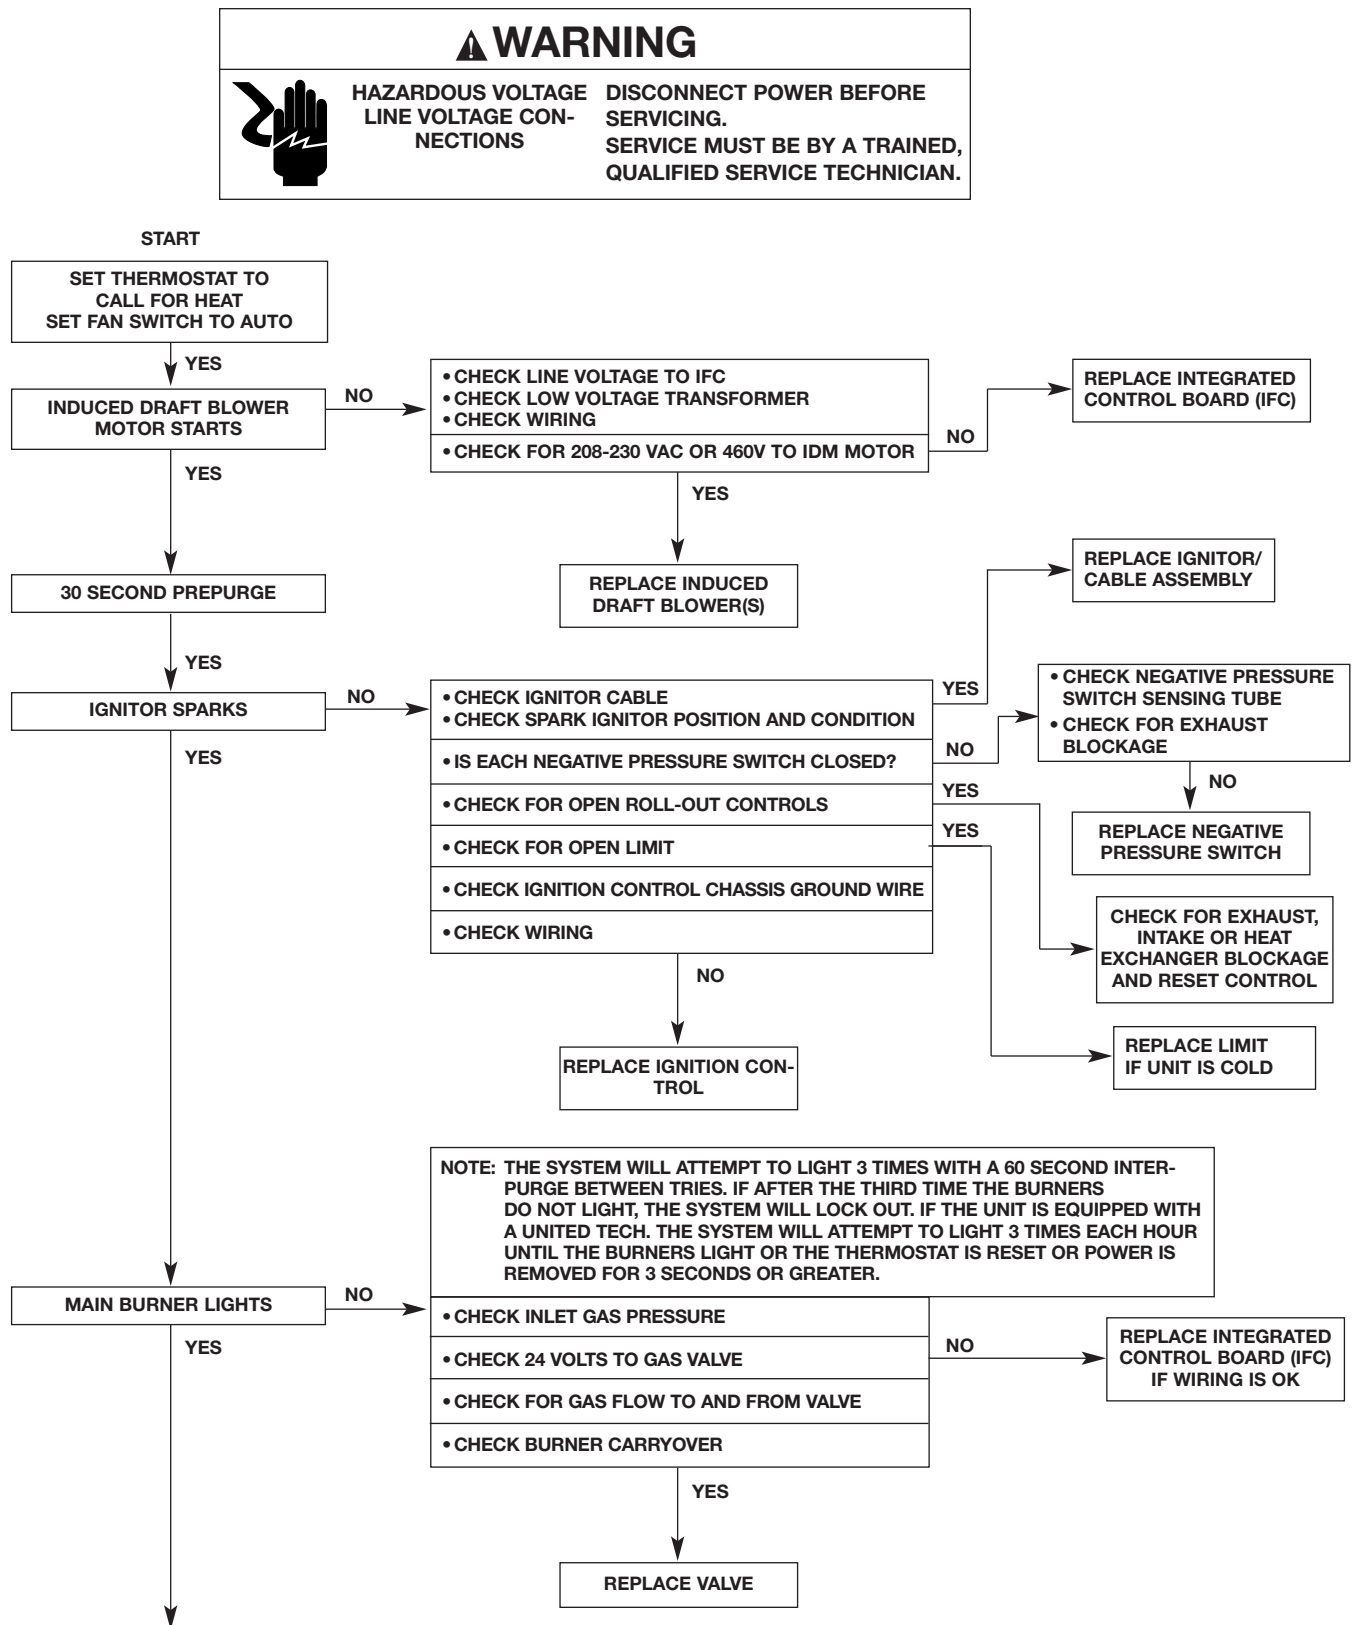 WARNING
HAZARDOUS VOLTAGE
LINE VOLTAGE CON-
NECTIONS
DISCONNECT POWER BEFORE
SERVICING.
SERVICE MUST BE BY A TRAINED,
QUALIFIED SERVICE TECHNICIAN.
START
SET THERMOSTAT TO
CALL FOR HEAT
SET FAN SWITCH TO AUTO
YES
INDUCED DRAFT BLOWER
MOTOR STARTS
NO
• CHECK LINE VOLTAGE TO IFC
• CHECK LOW VOLTAGE TRANSFORMER
• CHECK WIRING
• CHECK FOR 208-230 VAC OR 460V TO IDM MOTOR
NO
REPLACE INTEGRATED
CONTROL BOARD (IFC)
YES
YES
REPLACE INDUCED
DRAFT BLOWER(S)
30 SECOND PREPURGE
YES
IGNITOR SPARKS
NO
• CHECK IGNITOR CABLE
• CHECK SPARK IGNITOR POSITION AND CONDITION
YES
REPLACE IGNITOR/
CABLE ASSEMBLY
• IS EACH NEGATIVE PRESSURE SWITCH CLOSED?
NO
• CHECK NEGATIVE PRESSURE
SWITCH SENSING TUBE
• CHECK FOR EXHAUST
BLOCKAGE
NO
REPLACE NEGATIVE
PRESSURE SWITCH
• CHECK FOR OPEN ROLL-OUT CONTROLS
YES
CHECK FOR EXHAUST,
INTAKE OR HEAT
EXCHANGER BLOCKAGE
AND RESET CONTROL
• CHECK FOR OPEN LIMIT
YES
REPLACE LIMIT
IF UNIT IS COLD
• CHECK IGNITION CONTROL CHASSIS GROUND WIRE
• CHECK WIRING
NO
REPLACE IGNITION CON-
TROL
YES
NOTE: THE SYSTEM WILL ATTEMPT TO LIGHT 3 TIMES WITH A 60 SECOND INTER-
PURGE BETWEEN TRIES. IF AFTER THE THIRD TIME THE BURNERS
DO NOT LIGHT, THE SYSTEM WILL LOCK OUT. IF THE UNIT IS EQUIPPED WITH
A UNITED TECH. THE SYSTEM WILL ATTEMPT TO LIGHT 3 TIMES EACH HOUR
UNTIL THE BURNERS LIGHT OR THE THERMOSTAT IS RESET OR POWER IS
REMOVED FOR 3 SECONDS OR GREATER.
MAIN BURNER LIGHTS
NO
• CHECK INLET GAS PRESSURE
• CHECK 24 VOLTS TO GAS VALVE
NO
REPLACE INTEGRATED
CONTROL BOARD (IFC)
IF WIRING IS OK
• CHECK FOR GAS FLOW TO AND FROM VALVE
• CHECK BURNER CARRYOVER
YES
YES
REPLACE VALVE